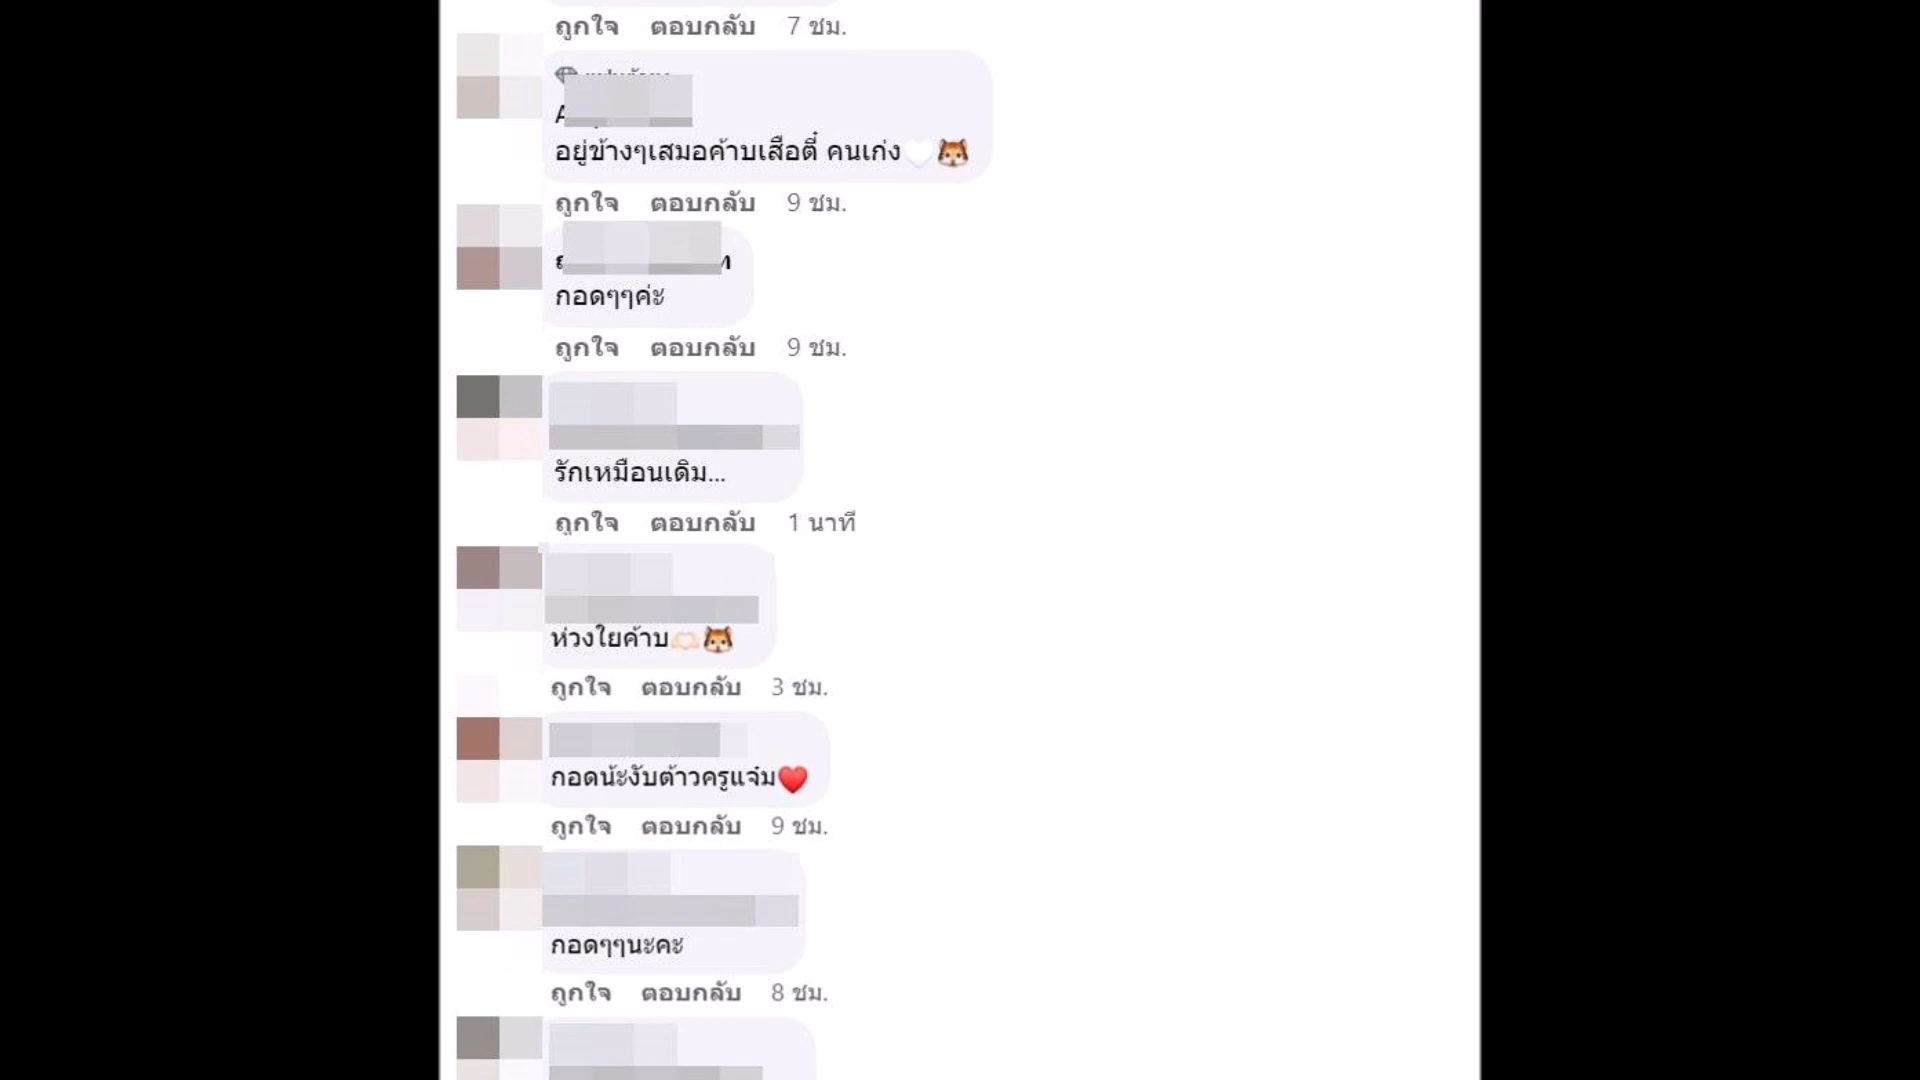 ถูกใจ ตอบกลับ 7 ชม.
อยู่ข้างๆเสมอค้าบเสือตี๋ คนเก่ง🤍🐯
ถูกใจ ตอบกลับ 9 ชม.
กอดๆๆค่ะ
ถูกใจ ตอบกลับ 9 ชม.
รักเหมือนเดิม...
ถูกใจ ตอบกลับ 1 นาที
ห่วงใยค้าบ🫶🏻🐯
ถูกใจ ตอบกลับ 3 ชม.
กอดน้ะงับต้าวครูแจ๋ม❤️
ถูกใจ ตอบกลับ 9 ชม.
กอดๆๆนะคะ
ถูกใจ ตอบกลับ 8 ชม.